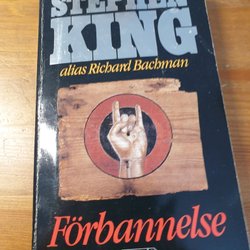 STEPHEN
KING
alias Richard Bachman
Förbannelse